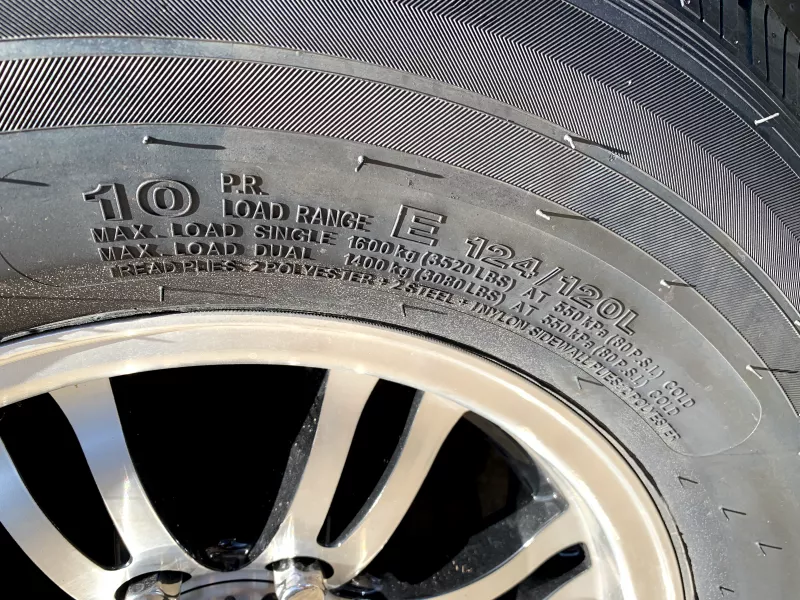 10 P.R. LOAD RANGE E 124/120L
MAX. LOAD SINGLE 1600 kg (3520 LBS) AT 550 kPa (80 P.S.I.) COLD
MAX. LOAD DUAL 1400 kg (3080 LBS) AT 550 kPa (80 P.S.I.) COLD
TREAD PLIES: 2 POLYESTER + 2 STEEL + 1 NYLON SIDEWALL PLIES: 2 POLYESTER